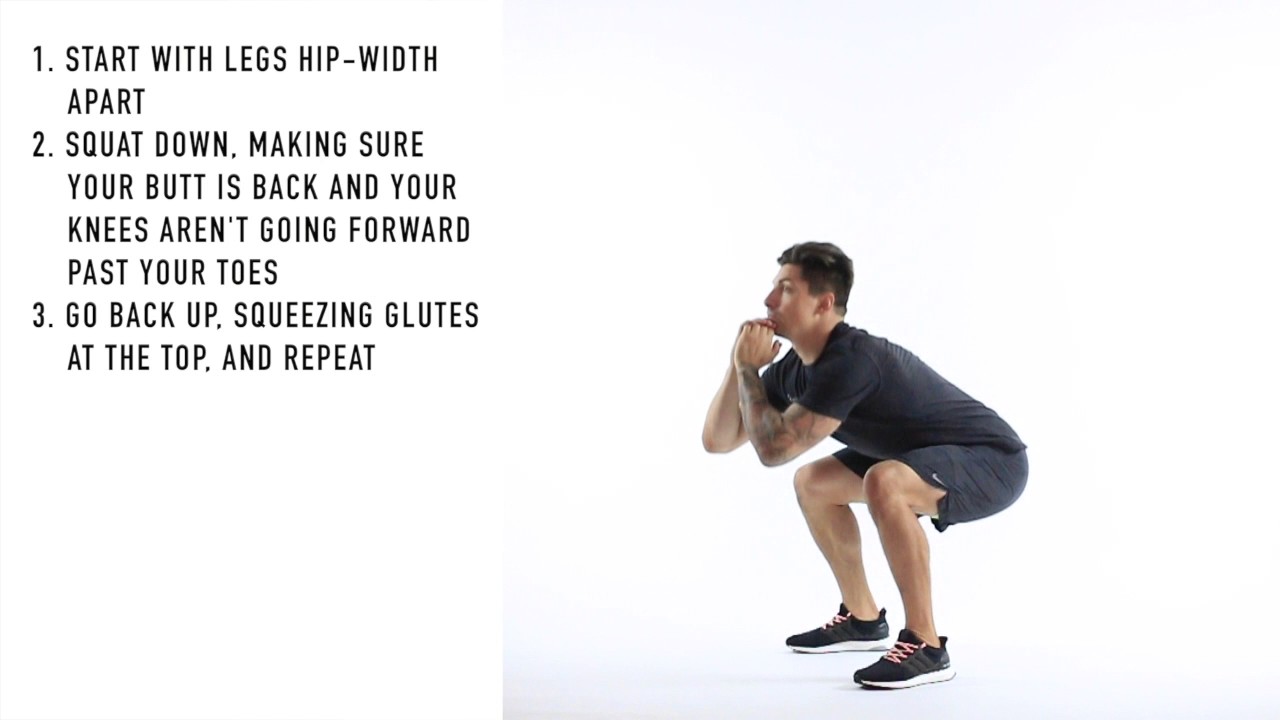 1. START WITH LEGS HIP-WIDTH
APART
2. SQUAT DOWN, MAKING SURE
YOUR BUTT IS BACK AND YOUR
KNEES AREN'T GOING FORWARD
PAST YOUR TOES
3. GO BACK UP, SQUEEZING GLUTES
AT THE TOP, AND REPEAT